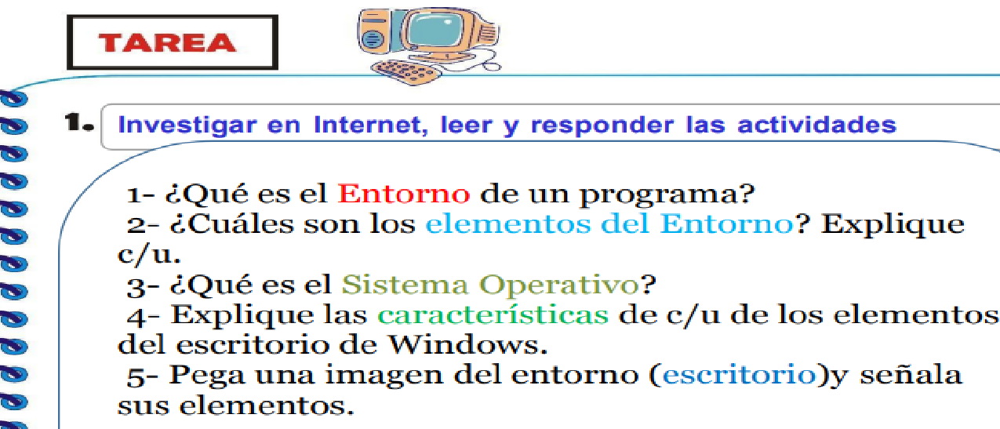 TAREA
1. Investigar en Internet, leer y responder las actividades
1- ¿Qué es el Entorno de un programa?
2- ¿Cuáles son los elementos del Entorno? Explique
c/u.
3- ¿Qué es el Sistema Operativo?
4- Explique las características de c/u de los elementos
del escritorio de Windows.
5- Pega una imagen del entorno (escritorio)y señala
sus elementos.